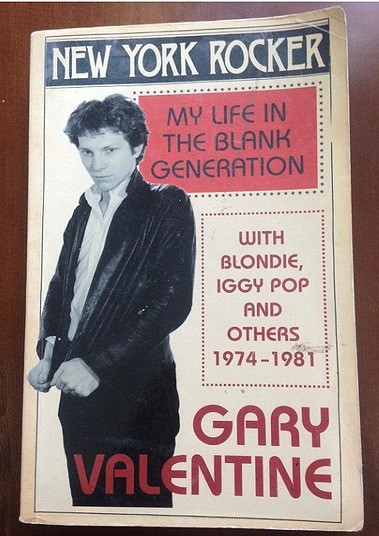 NEW YORK ROCKER
MY LIFE IN
THE BLANK
GENERATION
WITH
BLONDIE,
IGGY POP
AND
OTHERS
1974-1981
GARY
VALENTINE